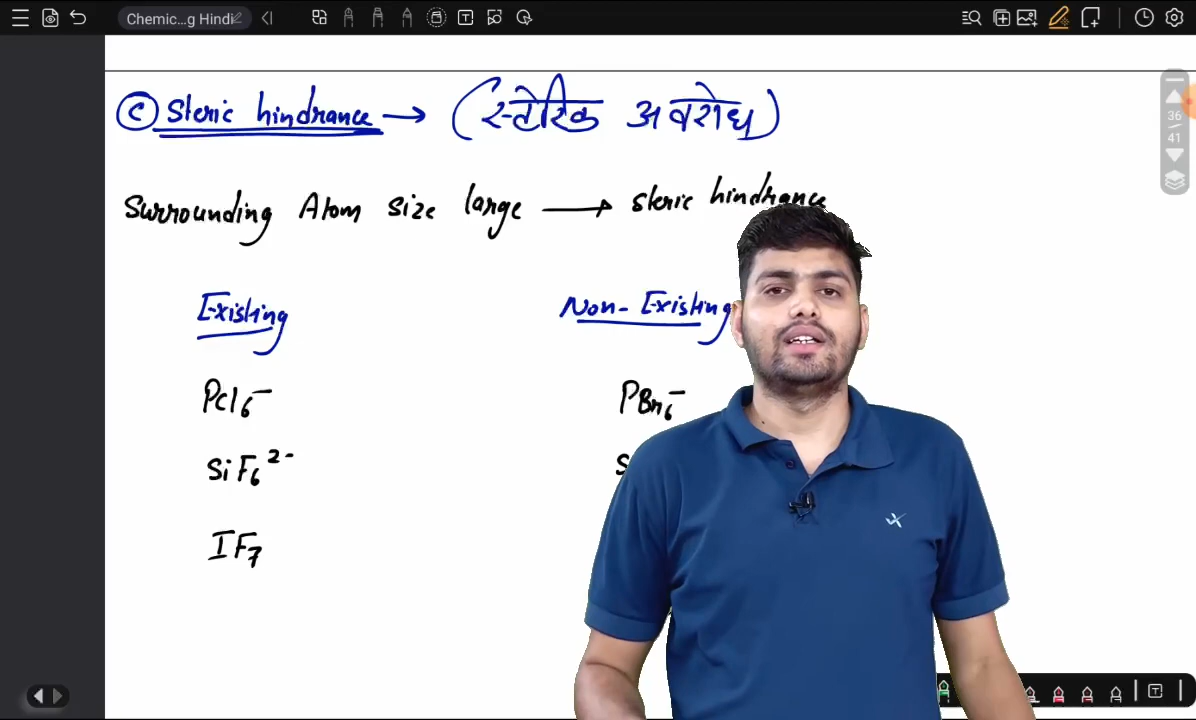 Chemic...g Hindi
C Steric hindrance → (स्टेरिक अवरोध)
Surrounding Atom size large → steric hindrance
Existing Non-Existing
PCl6⁻ PBr6⁻
SiF6²⁻ S
IF7
36
41